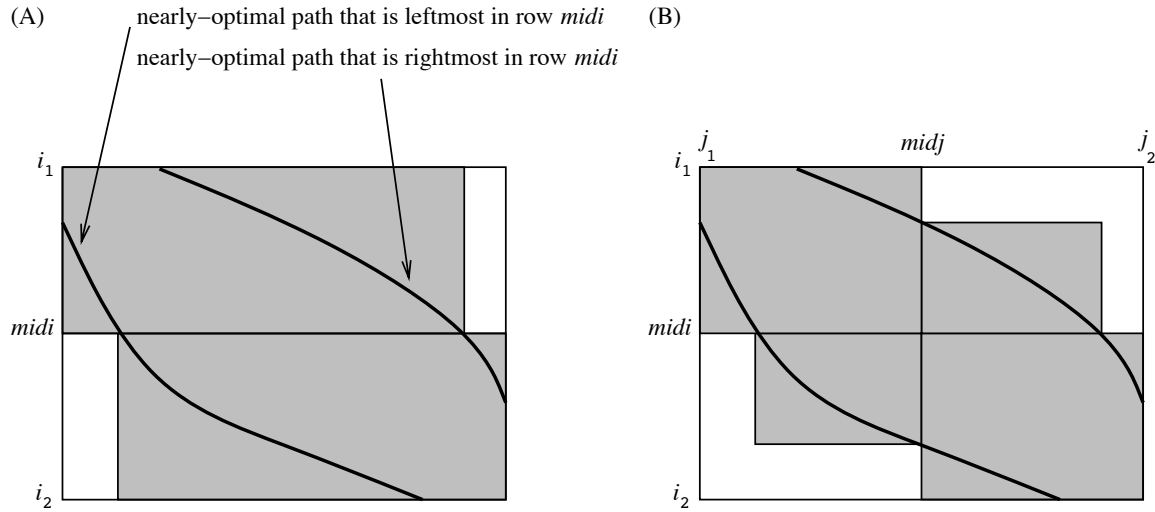 (A)
nearly−optimal path that is leftmost in row midi
nearly−optimal path that is rightmost in row midi
i1
midi
i2
(B)
j1
midj
j2
i1
midi
i2